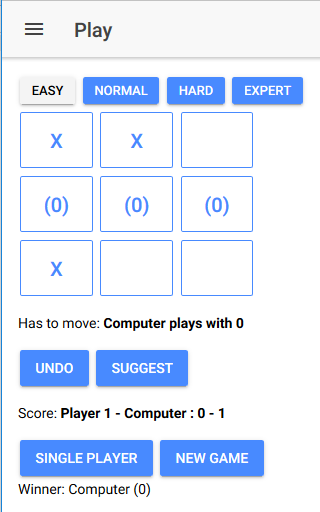 Play
EASY NORMAL HARD EXPERT
X X
(0) (0) (0)
X
Has to move: Computer plays with 0
UNDO SUGGEST
Score: Player 1 - Computer : 0 - 1
SINGLE PLAYER NEW GAME
Winner: Computer (0)